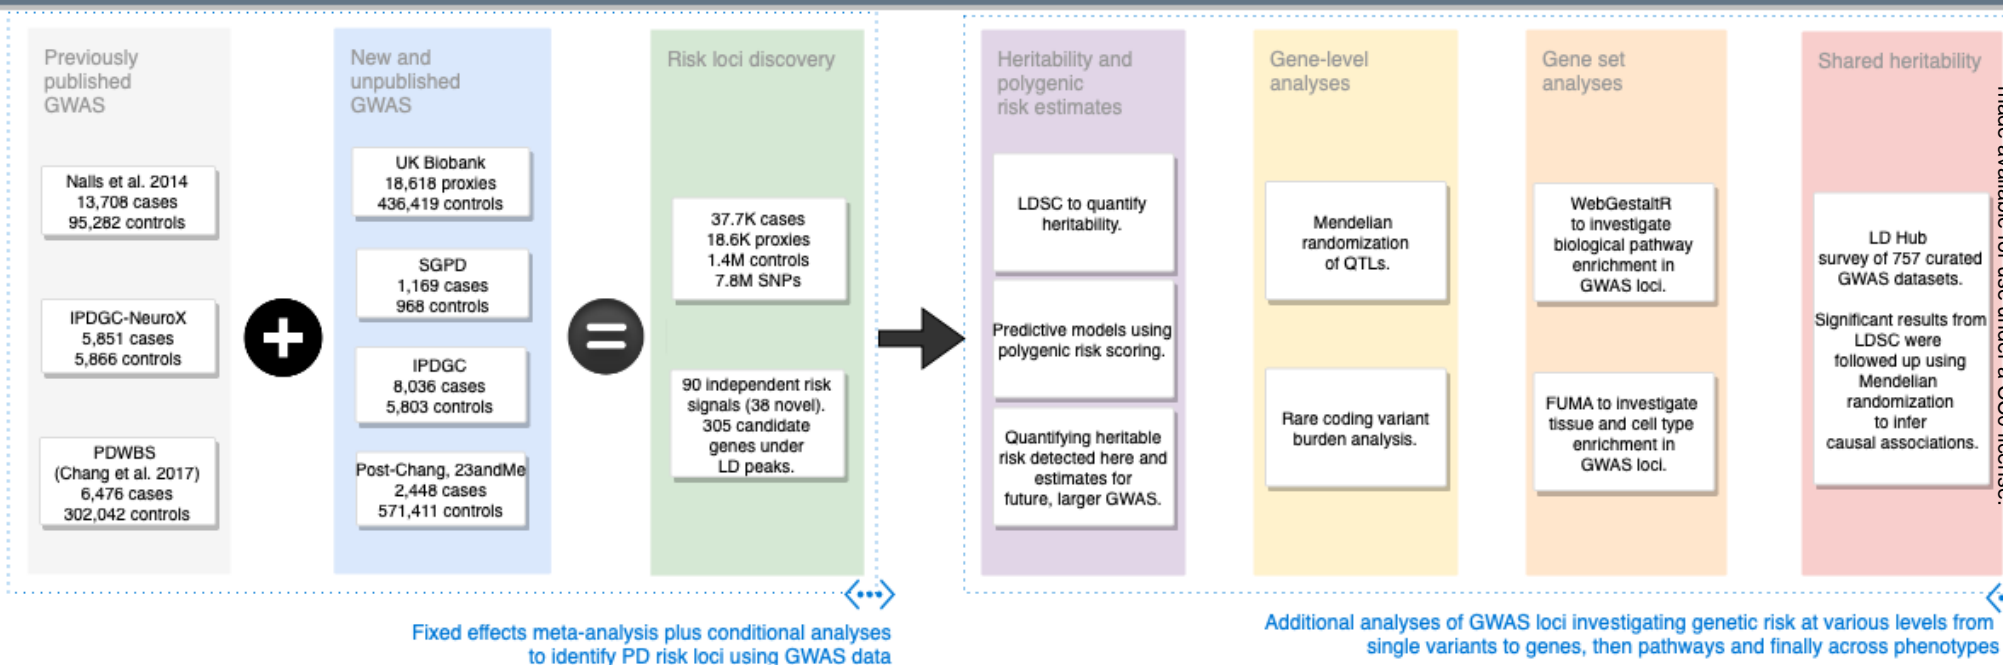 Previously
published
GWAS
Nalls et al. 2014
13,708 cases
95,282 controls
IPDGC-NeuroX
5,851 cases
5,866 controls
PDWBS
(Chang et al. 2017)
6,476 cases
302,042 controls
New and
unpublished
GWAS
UK Biobank
18,618 proxies
436,419 controls
SGPD
1,169 cases
968 controls
IPDGC
8,036 cases
5,803 controls
Post-Chang, 23andMe
2,448 cases
571,411 controls
Risk loci discovery
37.7K cases
18.6K proxies
1.4M controls
7.8M SNPs
90 independent risk
signals (38 novel).
305 candidate
genes under
LD peaks.
Fixed effects meta-analysis plus conditional analyses
to identify PD risk loci using GWAS data
Heritability and
polygenic
risk estimates
LDSC to quantify
heritability.
Predictive models using
polygenic risk scoring.
Quantifying heritable
risk detected here and
estimates for
future, larger GWAS.
Gene-level
analyses
Mendelian
randomization
of QTLs.
Rare coding variant
burden analysis.
Gene set
analyses
WebGestaltR
to investigate
biological pathway
enrichment in
GWAS loci.
FUMA to investigate
tissue and cell type
enrichment in
GWAS loci.
Shared heritability
LD Hub
survey of 757 curated
GWAS datasets.
Significant results from
LDSC were
followed up using
Mendelian
randomization
to infer
causal associations.
Additional analyses of GWAS loci investigating genetic risk at various levels from
single variants to genes, then pathways and finally across phenotypes